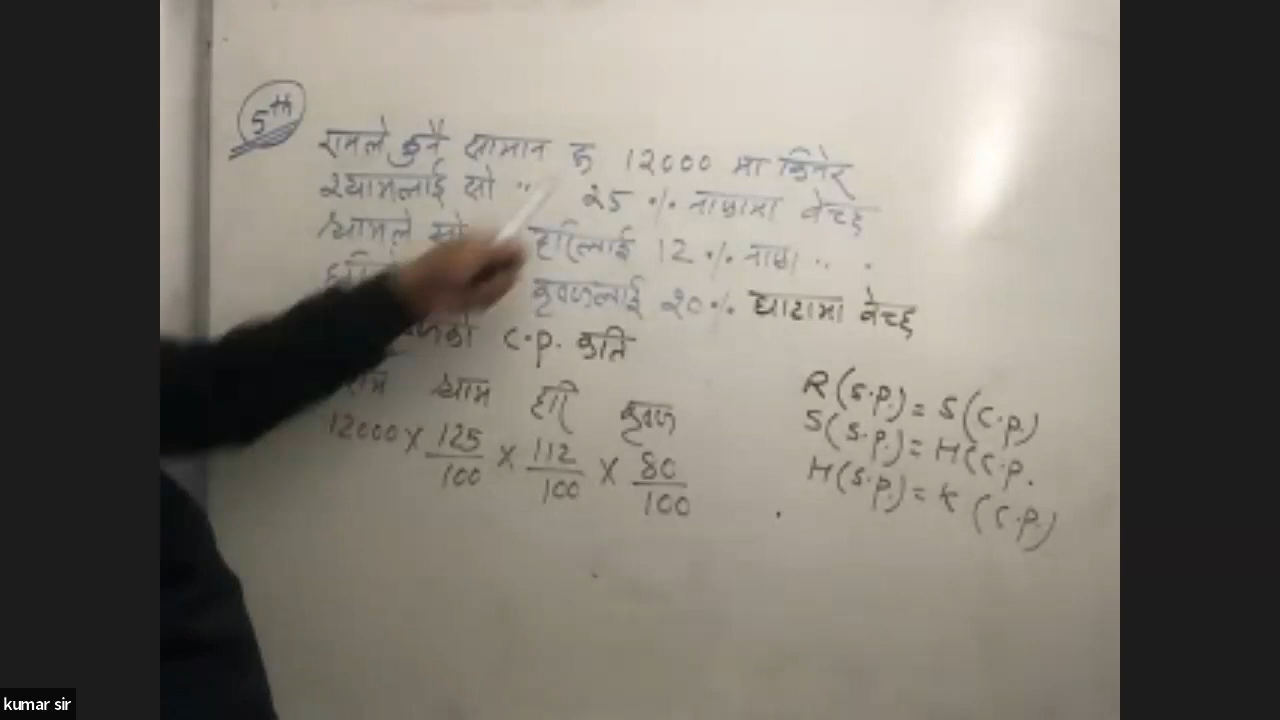 5th
रामले कुनै सामान रु 12000 मा किनेर
श्यामलाई सो " 25 % नाफामा बेच्छ
श्यामले सो हरिलाई 12 % नाफा " .
कृष्णलाई 20% घाटामा बेच्छ
C.P. कति
राम श्याम हरि कृष्ण
12000 × 125/100 × 112/100 × 80/100
R(S.P.) = S(C.P.)
S(S.P.) = H(C.P.
H(S.P.) = K (C.P.)
kumar sir